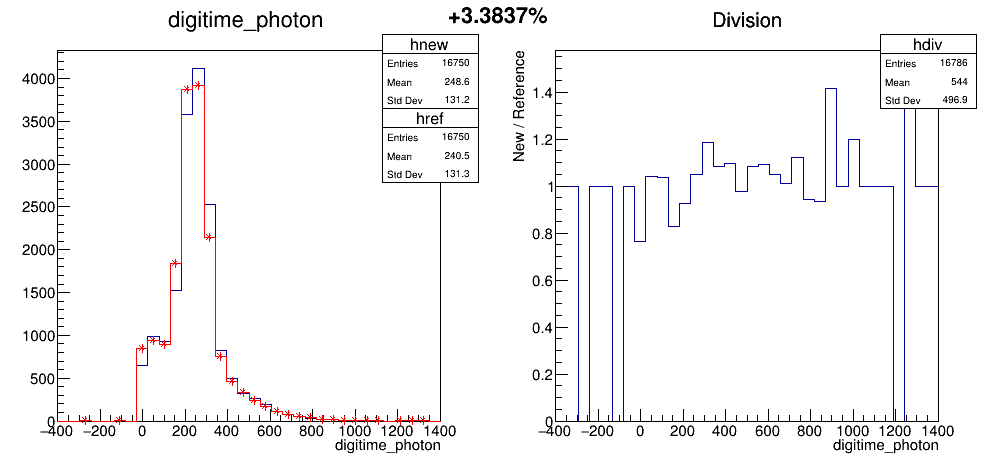 +3.3837%
digitime_photon
hnew
Entries 16750
Mean 248.6
Std Dev 131.2
href
Entries 16750
Mean 240.5
Std Dev 131.3
4000
3500
3000
2500
2000
1500
1000
500
0
−400 −200 0 200 400 600 800 1000 1200 1400
digitime_photon
Division
hdiv
Entries 16786
Mean 544
Std Dev 496.9
New / Reference
1.4
1.2
1
0.8
0.6
0.4
0.2
0
−400 −200 0 200 400 600 800 1000 1200 1400
digitime_photon